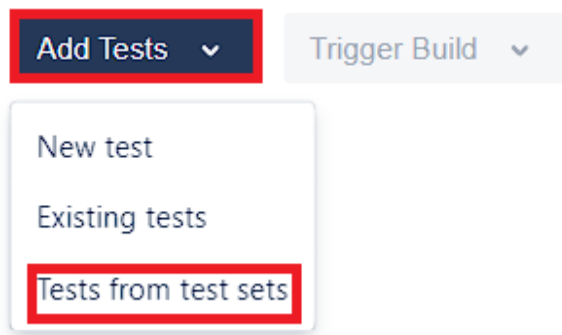 Add Tests
Trigger Build
New test
Existing tests
Tests from test sets